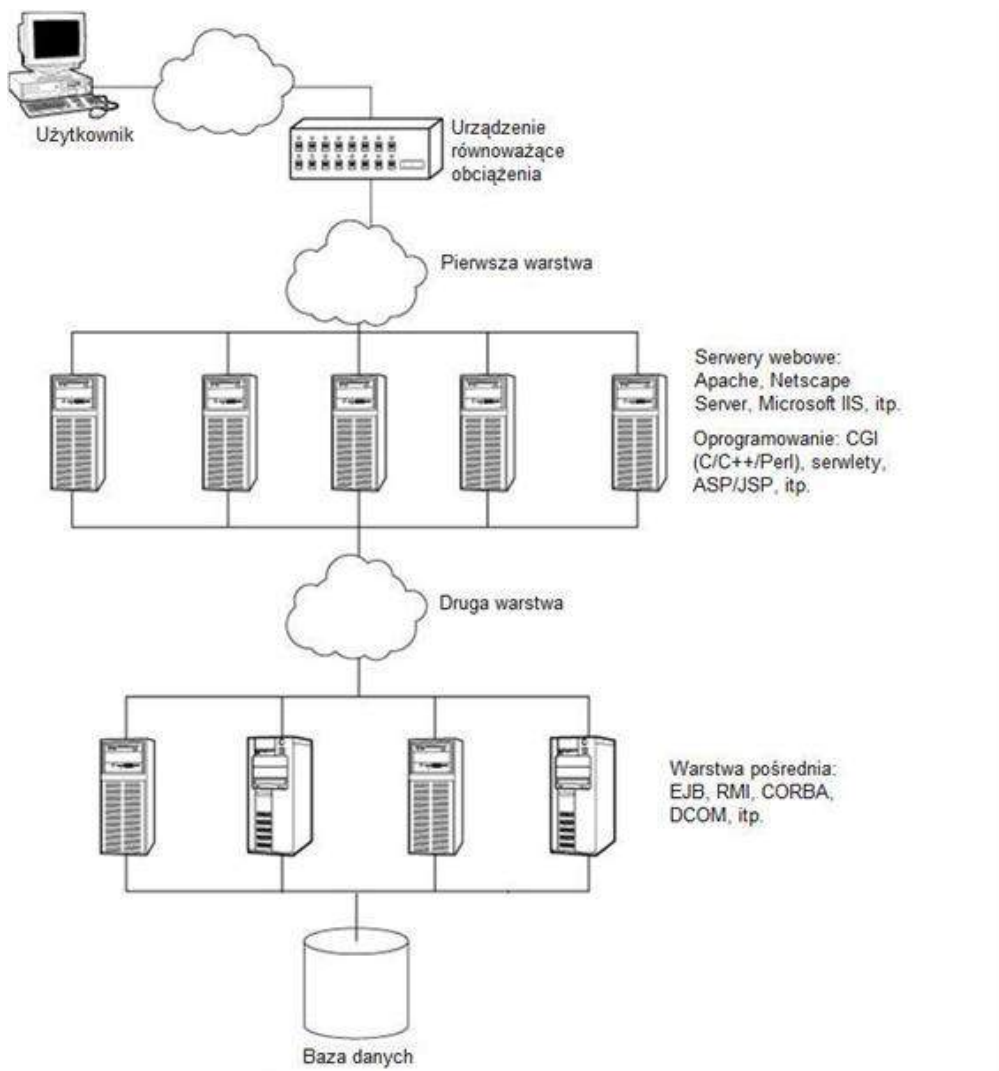 Użytkownik
Urządzenie
równoważące
obciążenia
Pierwsza warstwa
Serwery webowe:
Apache, Netscape
Server, Microsoft IIS, itp.
Oprogramowanie: CGI
(C/C++/Perl), serwlety,
ASP/JSP, itp.
Druga warstwa
Warstwa pośrednia:
EJB, RMI, CORBA,
DCOM, itp.
Baza danych